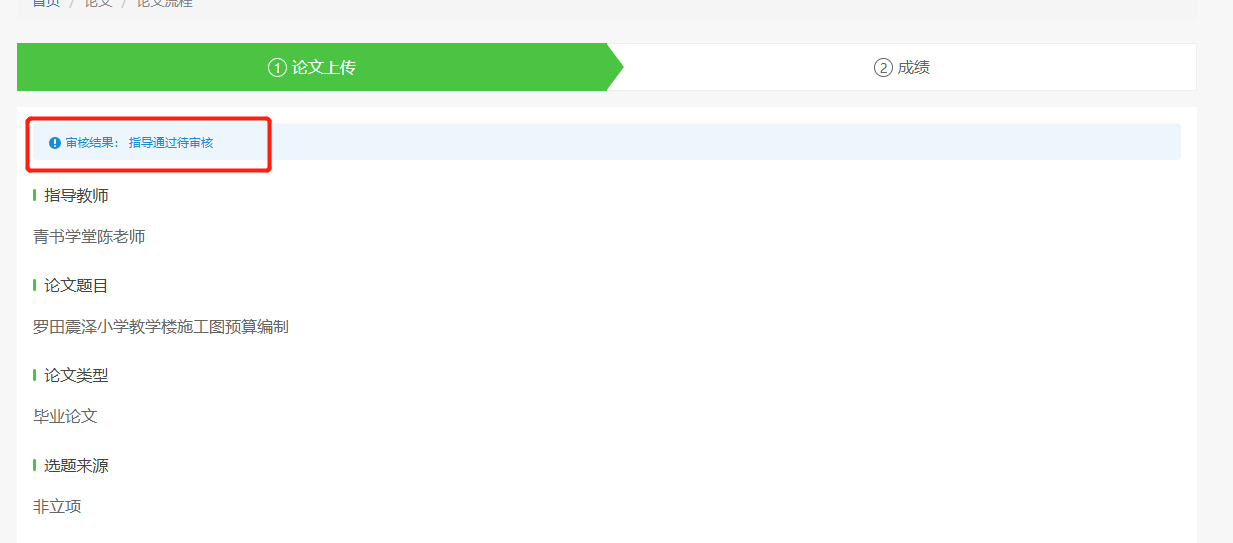 首页 / 论文 / 论文流程
① 论文上传
② 成绩
审核结果： 指导通过待审核
指导教师
青书学堂陈老师
论文题目
罗田震泽小学教学楼施工图预算编制
论文类型
毕业论文
选题来源
非立项